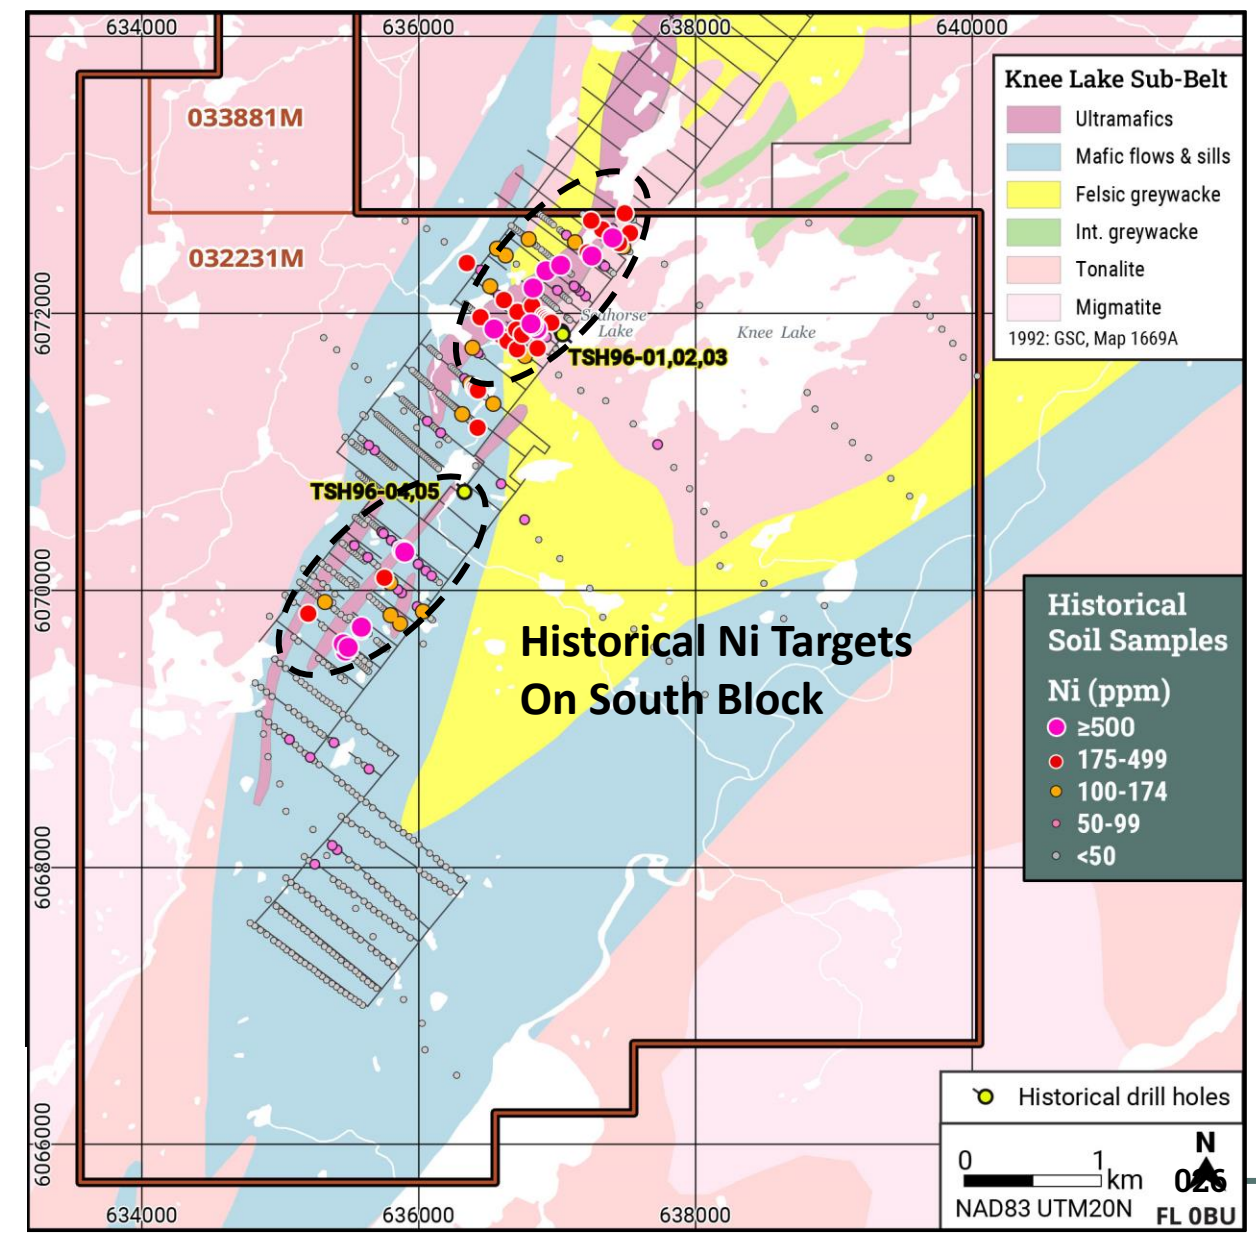 634000
636000
638000
640000
Knee Lake Sub-Belt
Ultramafics
Mafic flows & sills
Felsic greywacke
Int. greywacke
Tonalite
Migmatite
1992: GSC, Map 1669A
033881M
032231M
6072000
Seahorse
Lake
Knee Lake
TSH96-01,02,03
TSH96-04,05
6070000
Historical Ni Targets
On South Block
Historical
Soil Samples
Ni (ppm)
≥500
175-499
100-174
50-99
<50
6068000
6066000
Historical drill holes
0 1 km
NAD83 UTM20N
N
026
FL 0BU
634000
636000
638000